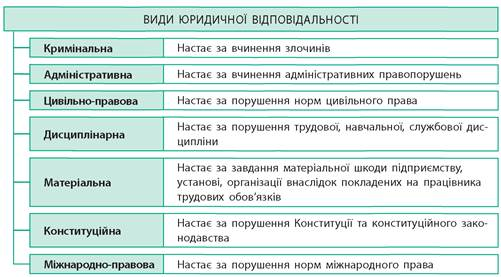 ВИДИ ЮРИДИЧНОЇ ВІДПОВІДАЛЬНОСТІ
Кримінальна
Настає за вчинення злочинів
Адміністративна
Настає за вчинення адміністративних правопорушень
Цивільно-правова
Настає за порушення норм цивільного права
Дисциплінарна
Настає за порушення трудової, навчальної, службової дис-
ципліни
Матеріальна
Настає за завдання матеріальної шкоди підприємству,
установі, організації внаслідок покладених на працівника
трудових обов’язків
Конституційна
Настає за порушення Конституції та конституційного зако-
нодавства
Міжнародно-правова
Настає за порушення норм міжнародного права